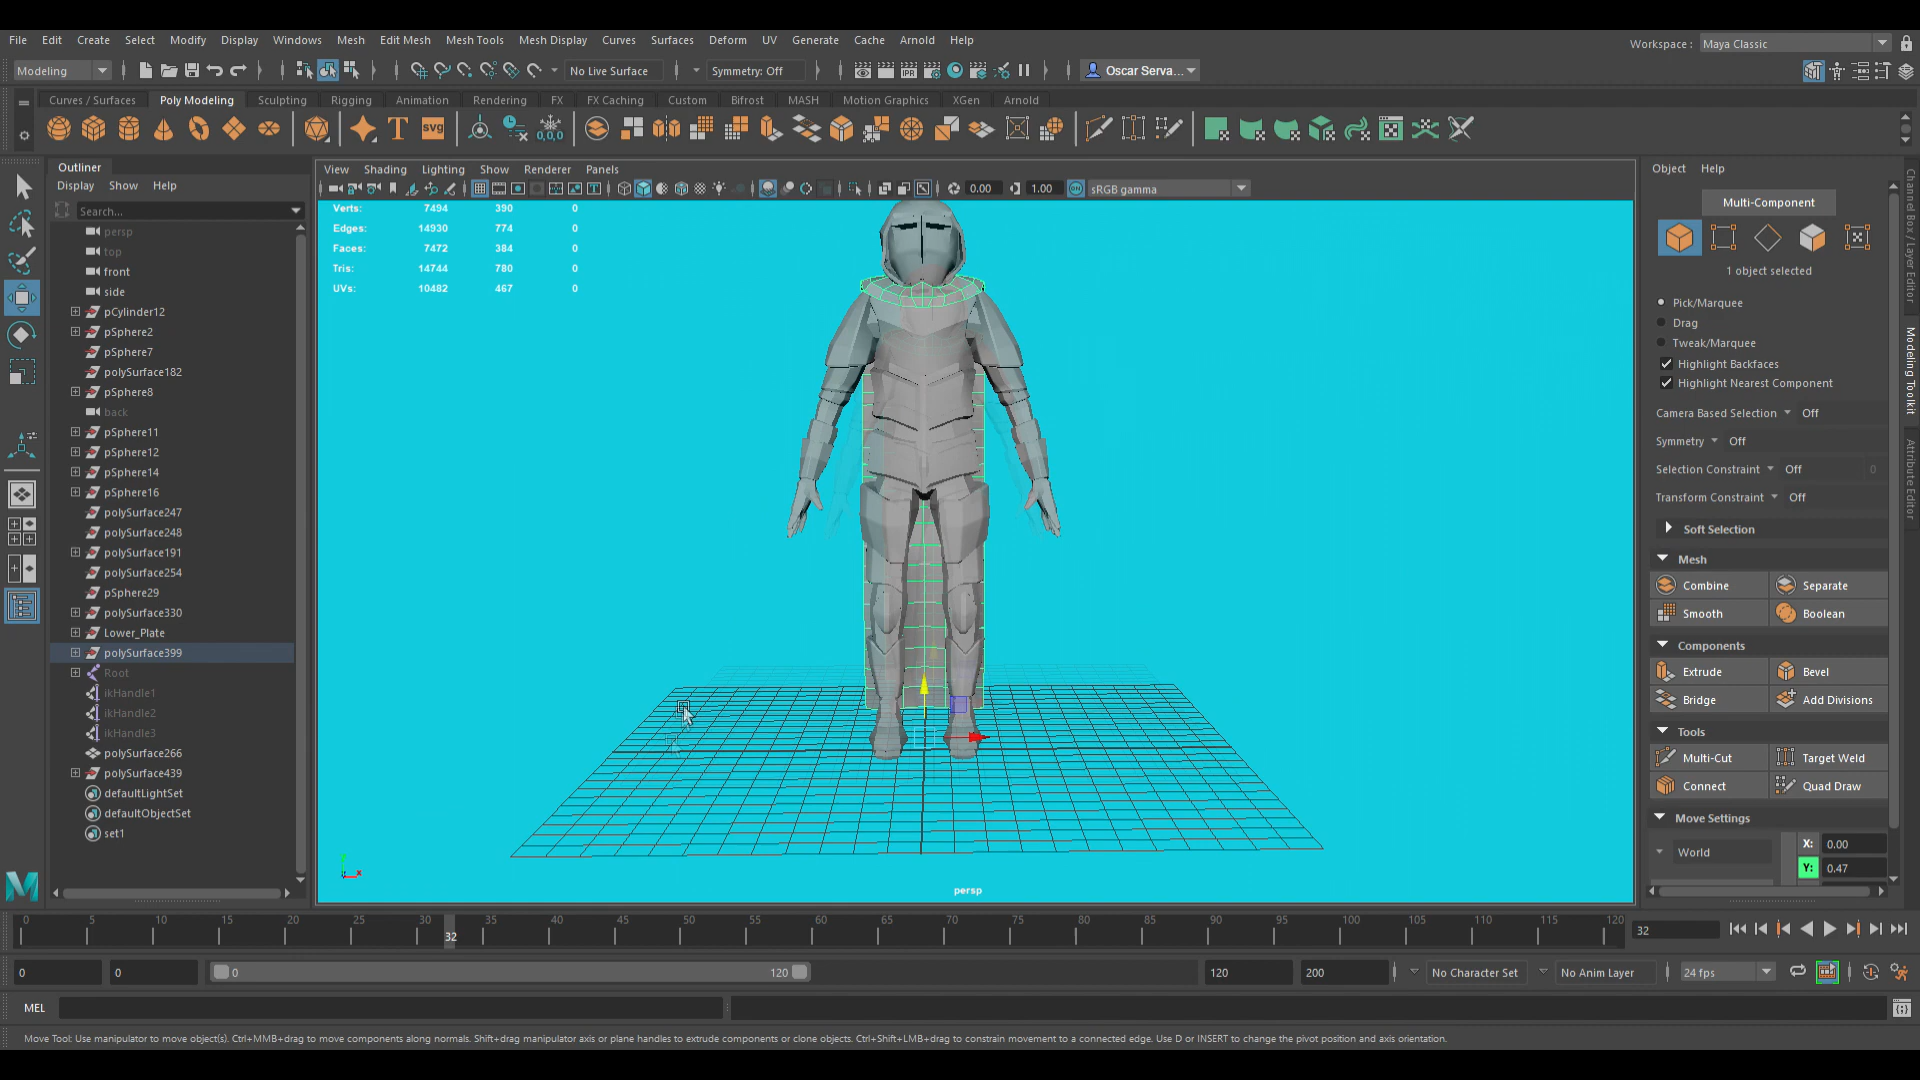 File Edit Create Select Modify Display Windows Mesh Edit Mesh Mesh Tools Mesh Display Curves Surfaces Deform UV Generate Cache Arnold Help
Workspace : Maya Classic
Modeling No Live Surface Symmetry: Off Oscar Serva...
Curves / Surfaces Poly Modeling Sculpting Rigging Animation Rendering FX FX Caching Custom Bifrost MASH Motion Graphics XGen Arnold
Outliner
Display Show Help
Search...
persp
top
front
side
pCylinder12
pSphere2
pSphere7
polySurface182
pSphere8
back
pSphere11
pSphere12
pSphere14
pSphere16
polySurface247
polySurface248
polySurface191
polySurface254
pSphere29
polySurface330
Lower_Plate
polySurface399
Root
ikHandle1
ikHandle2
ikHandle3
polySurface266
polySurface439
defaultLightSet
defaultObjectSet
set1
View Shading Lighting Show Renderer Panels
0.00 1.00 sRGB gamma
Verts: 7494 390 0
Edges: 14930 774 0
Faces: 7472 384 0
Tris: 14744 780 0
UVs: 10482 467 0
persp
Object Help
Multi-Component
1 object selected
Pick/Marquee
Drag
Tweak/Marquee
Highlight Backfaces
Highlight Nearest Component
Camera Based Selection Off
Symmetry Off
Selection Constraint Off 0
Transform Constraint Off
Soft Selection
Mesh
Combine Separate
Smooth Boolean
Components
Extrude Bevel
Bridge Add Divisions
Tools
Multi-Cut Target Weld
Connect Quad Draw
Move Settings
World X: 0.00
Y: 0.47
Channel Box / Layer Editor
Modeling Toolkit
Attribute Editor
0 5 10 15 20 25 30 35 40 45 50 55 60 65 70 75 80 85 90 95 100 105 110 115 120
32 32
0 0 0 120 120 200 No Character Set No Anim Layer 24 fps
MEL
Move Tool: Use manipulator to move object(s). Ctrl+MMB+drag to move components along normals. Shift+drag manipulator axis or plane handles to extrude components or clone objects. Ctrl+Shift+LMB+drag to constrain movement to a connected edge. Use D or INSERT to change the pivot position and axis orientation.